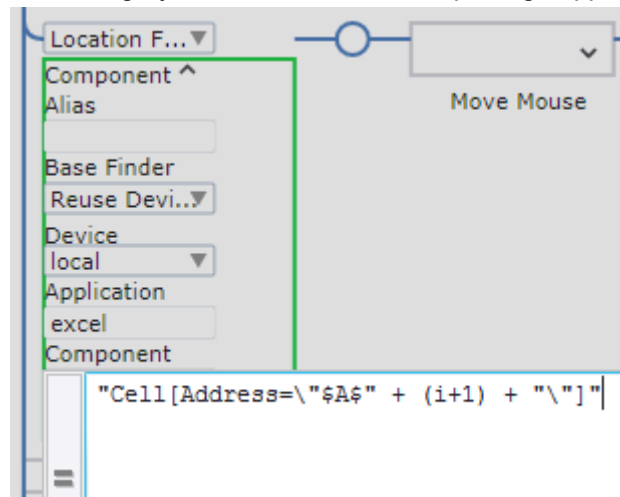 Location F...
Component
Alias
Move Mouse
Base Finder
Reuse Devi...
Device
local
Application
excel
Component
"Cell[Address=\"$A$" + (i+1) + "\"]"
=